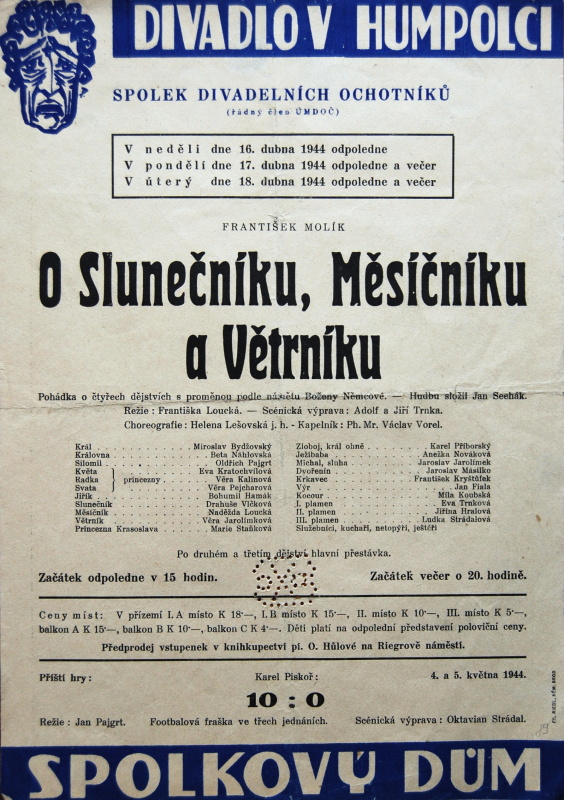 DIVADLO V HUMPOLCI
SPOLEK DIVADELNÍCH OCHOTNÍKŮ
(řádný člen ÚMDOČ)
V neděli dne 16. dubna 1944 odpoledne
V pondělí dne 17. dubna 1944 odpoledne a večer
V úterý dne 18. dubna 1944 odpoledne a večer
FRANTIŠEK MOLÍK
O Slunečníku, Měsíčníku
a Větrníku
Pohádka o čtyřech dějstvích s proměnou podle námětu Boženy Němcové. — Hudbu složil Jan Seehák.
Režie: Františka Loucká. — Scénická výprava: Adolf a Jiří Trnka.
Choreografie: Helena Lešovská j. h. - Kapelník: Ph. Mr. Václav Vorel.
Král . . . Miroslav Bydžovský
Královna . . . Beta Náhlovská
Silomil . . . Oldřich Pajgrt
Květa } princezny . . . Eva Kratochvílová
Radka } princezny . . . Věra Kalinová
Svata } princezny . . . Věra Pejcharová
Jiřík . . . Bohumil Hamák
Slunečník . . . Drahuše Vlčková
Měsíčník . . . Naděžda Loucká
Větrník . . . Věra Jarolímková
Princezna Krasoslava . . . Marie Staňková
Zloboj, král ohně . . . Karel Příborský
Ježibaba . . . Anežka Nováková
Michal, sluha . . . Jaroslav Jarolímek
Dvořenín . . . Jaroslav Másilko
Krkavec . . . František Kryštůfek
Výr . . . Jan Fiala
Kocour . . . Míla Koubská
I. plamen . . . Eva Trnková
II. plamen . . . Jiřina Hralová
III. plamen . . . Luďka Strádalová
Služebníci, kuchaři, netopýři, ještěři
Po druhém a třetím dějství hlavní přestávka.
Začátek odpoledne v 15 hodin. Začátek večer o 20. hodině.
Ceny míst: V přízemí I. A místo K 18·—, I. B místo K 15·—, II. místo K 10·—, III. místo K 5·—,
balkon A K 15·—, balkon B K 10·—, balkon C K 4·—. Děti platí na odpolední představení poloviční ceny.
Předprodej vstupenek v knihkupectví pí. O. Hůlové na Riegrově náměstí.
Příští hry: Karel Piskoř: 4. a 5. května 1944.
10 : 0
Režie: Jan Pajgrt. Footbalová fraška ve třech jednáních. Scénická výprava: Oktavian Strádal.
SPOLKOVÝ DŮM